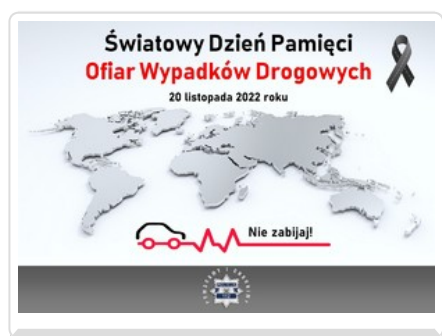 Światowy Dzień Pamięci
Ofiar Wypadków Drogowych
20 listopada 2022 roku
Nie zabijaj!